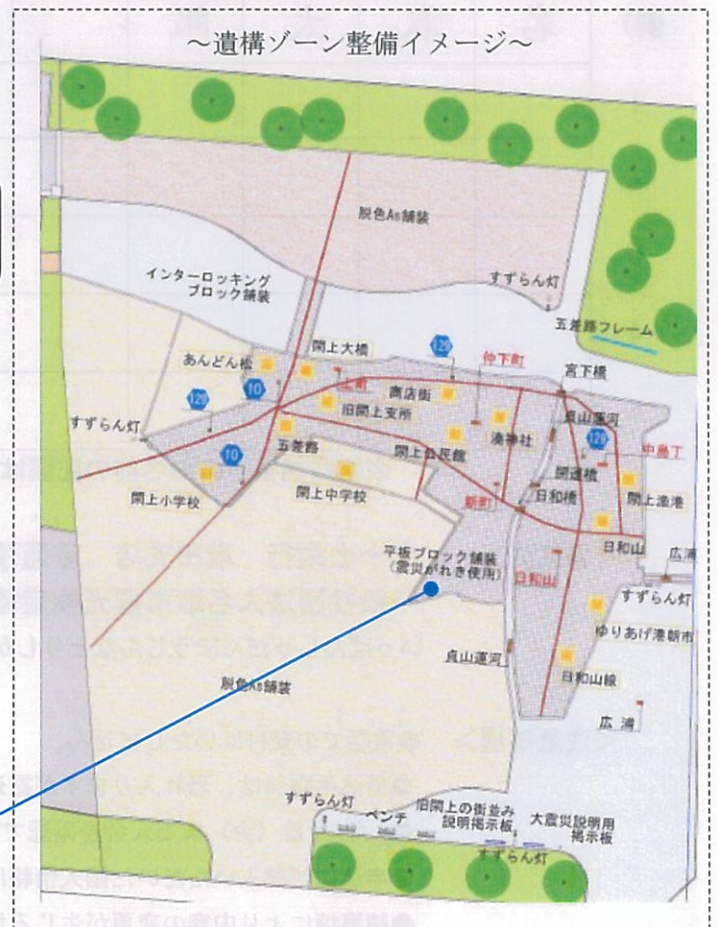 ～遺構ゾーン整備イメージ～
脱色As舗装
インターロッキング
ブロック舗装
すずらん灯
五差路フレーム
閖上大橋
129
仲下町
宮下橋
あんどん松
上町
商店街
10
129
旧閖上支所
貞山運河
すずらん灯
湊神社
129
中島丁
五差路
閖上公民館
10
開運橋
閖上小学校
閖上中学校
新町
日和橋
閖上漁港
平板ブロック舗装
（震災がれき使用）
日和山
広浦
日和山
すずらん灯
ゆりあげ港朝市
貞山運河
日和山線
脱色As舗装
広浦
すずらん灯
ベンチ
旧閖上の街並み
説明掲示板
大震災説明用
掲示板
すずらん灯